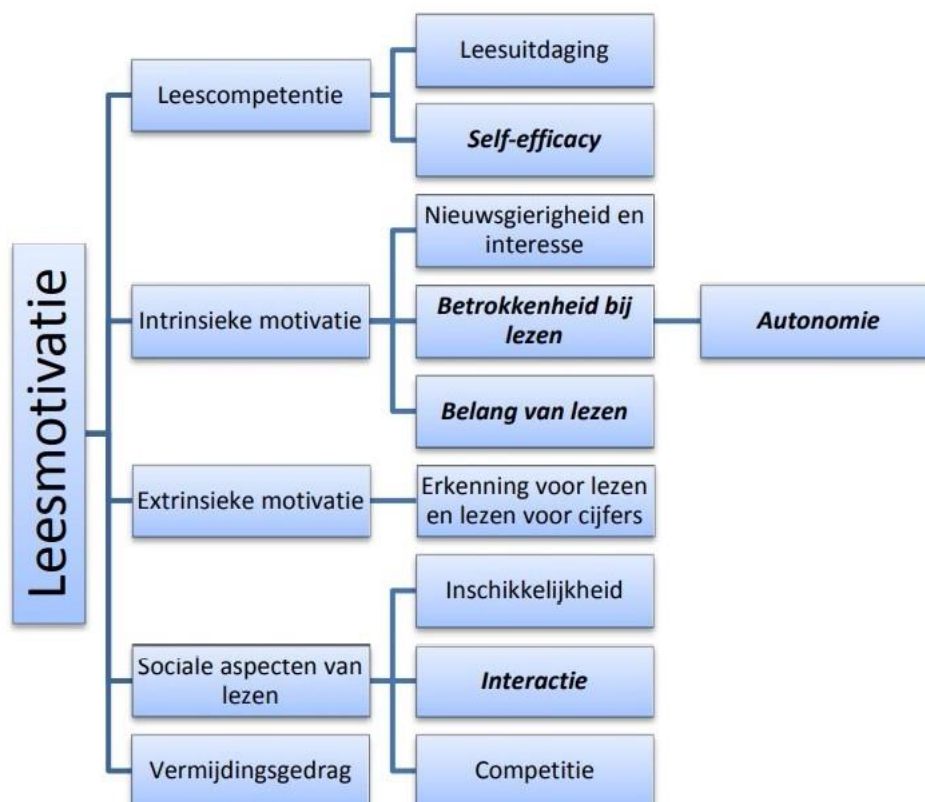 Leesmotivatie
Leescompetentie
Leesuitdaging
Self-efficacy
Intrinsieke motivatie
Nieuwsgierigheid en
interesse
Betrokkenheid bij
lezen
Autonomie
Belang van lezen
Extrinsieke motivatie
Erkenning voor lezen
en lezen voor cijfers
Sociale aspecten van
lezen
Inschikkelijkheid
Interactie
Competitie
Vermijdingsgedrag